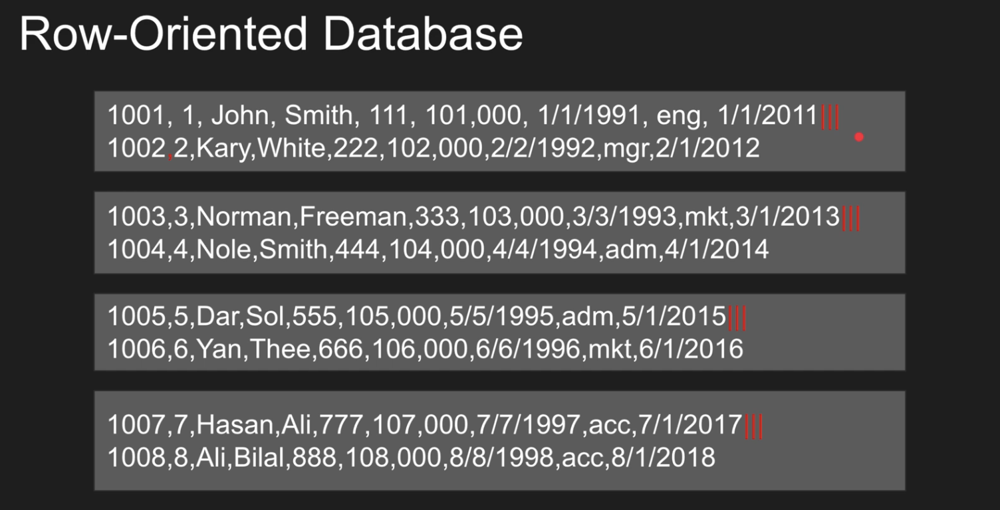 Row-Oriented Database
1001, 1, John, Smith, 111, 101,000, 1/1/1991, eng, 1/1/2011|||
1002,2,Kary,White,222,102,000,2/2/1992,mgr,2/1/2012
1003,3,Norman,Freeman,333,103,000,3/3/1993,mkt,3/1/2013|||
1004,4,Nole,Smith,444,104,000,4/4/1994,adm,4/1/2014
1005,5,Dar,Sol,555,105,000,5/5/1995,adm,5/1/2015|||
1006,6,Yan,Thee,666,106,000,6/6/1996,mkt,6/1/2016
1007,7,Hasan,Ali,777,107,000,7/7/1997,acc,7/1/2017|||
1008,8,Ali,Bilal,888,108,000,8/8/1998,acc,8/1/2018